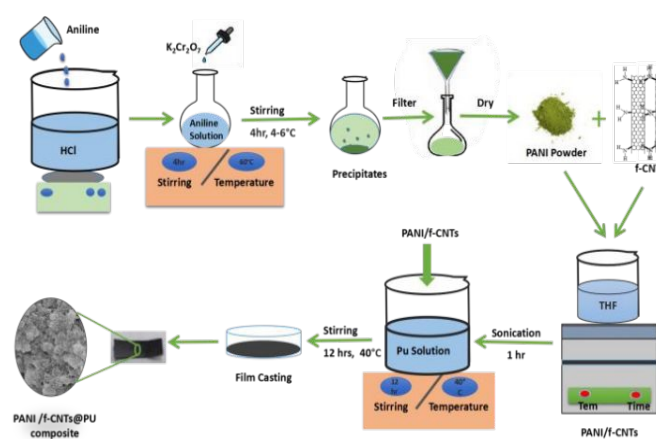 Aniline
HCl
K₂Cr₂O₇
Aniline
Solution
4hr
60°C
Stirring
Temperature
Stirring
4hr, 4-6°C
Precipitates
Filter
Dry
PANI Powder
+
f-CN
THF
Tem
Time
PANI/f-CNTs
Sonication
1 hr
PANI/f-CNTs
Pu Solution
12
hr
40°
C
Stirring
Temperature
Stirring
12 hrs, 40°C
Film Casting
PANI /f-CNTs@PU
composite